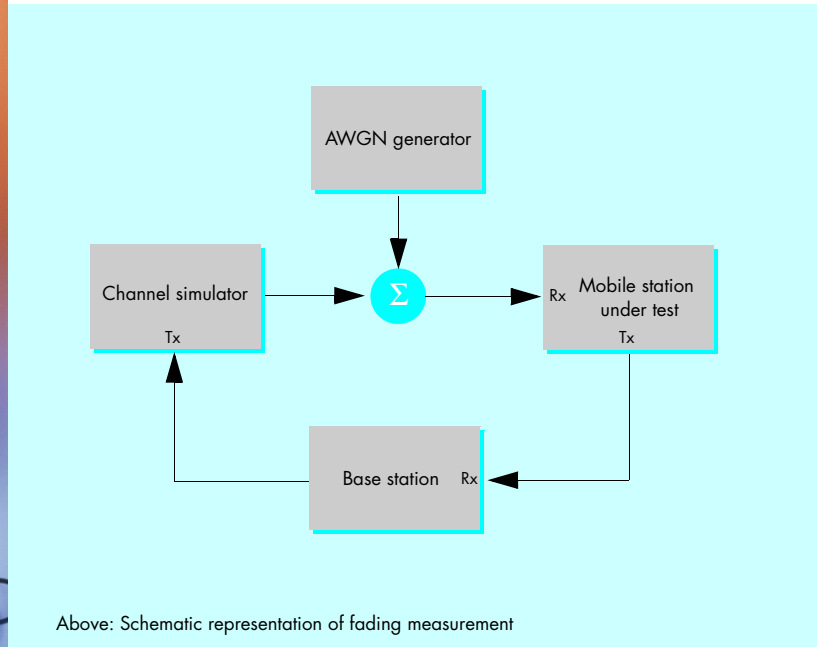 AWGN generator
Channel simulator
Tx
Σ
Rx
Mobile station
under test
Tx
Base station
Rx
Above: Schematic representation of fading measurement